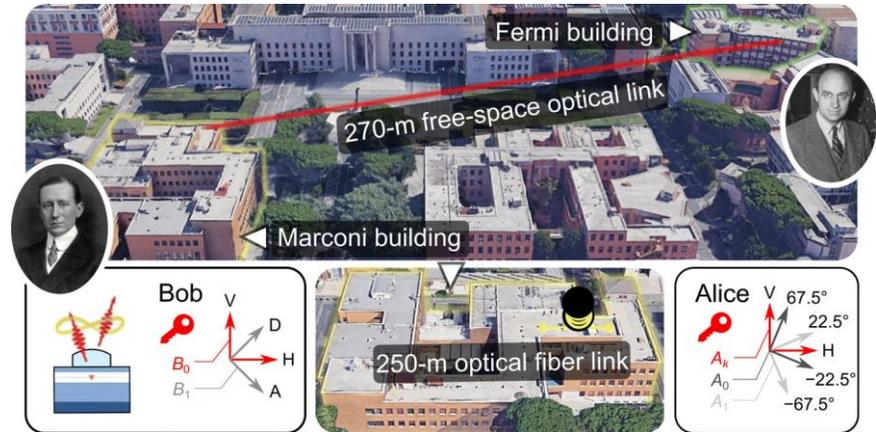 Fermi building
270-m free-space optical link
Marconi building
Bob
V
D
B₀
H
B₁
A
250-m optical fiber link
Alice
V
67.5°
22.5°
Aₖ
H
A₀
−22.5°
A₁
−67.5°